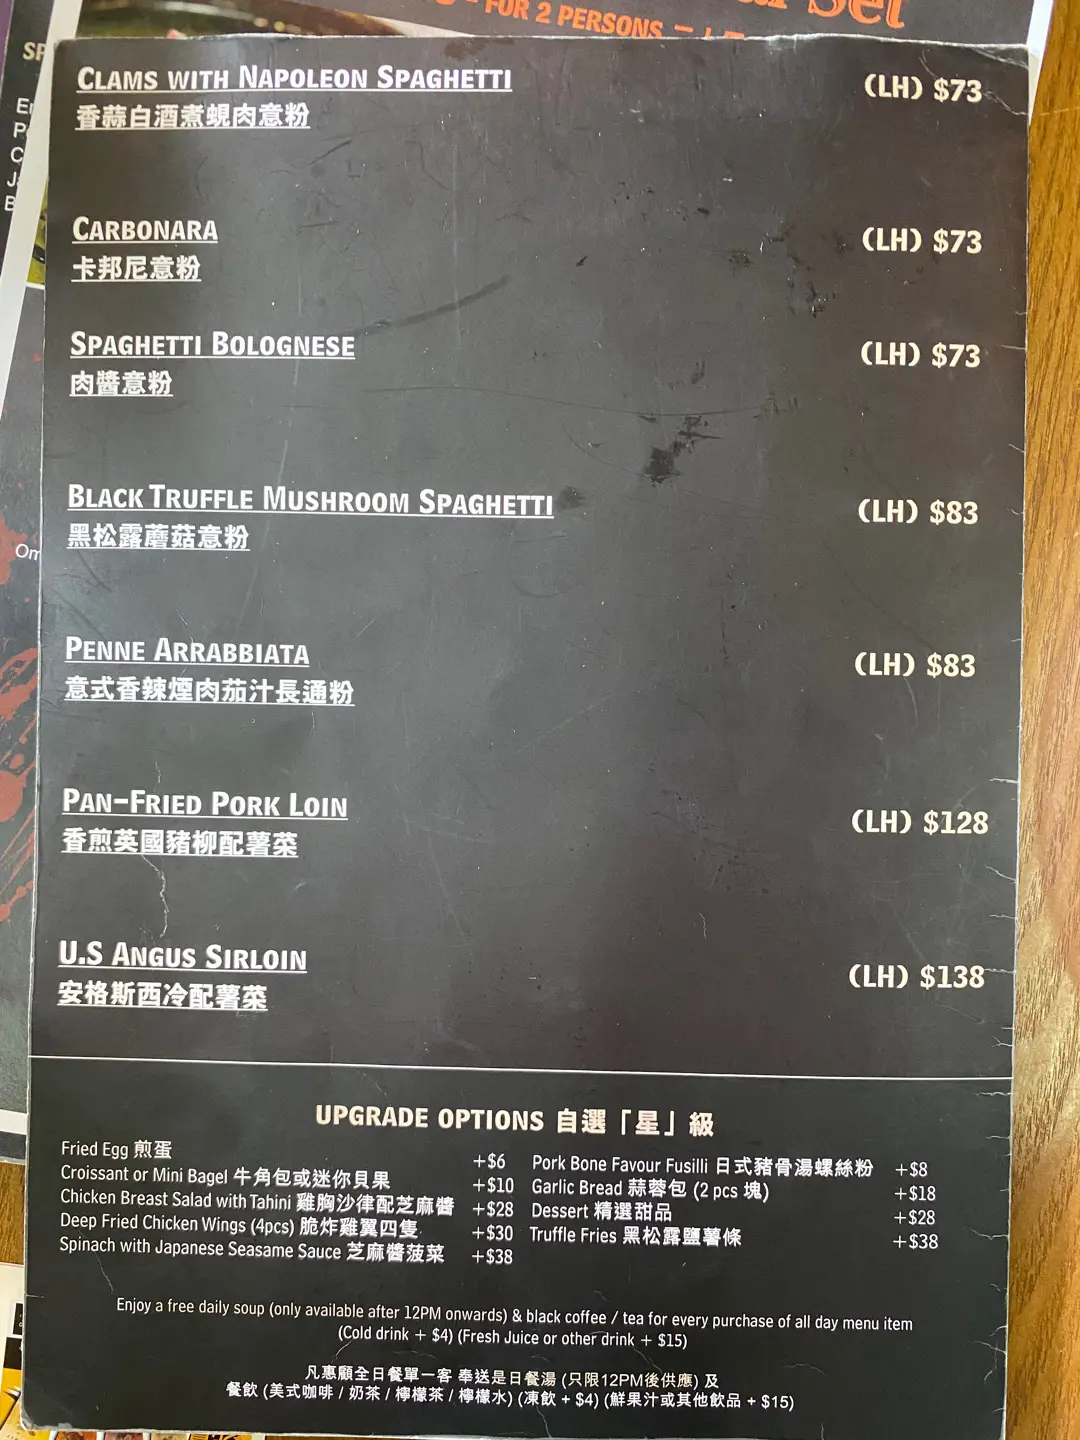 FOR 2 PERSONS
Set
CLAMS WITH NAPOLEON SPAGHETTI (LH) $73
香蒜白酒煮蜆肉意粉
CARBONARA (LH) $73
卡邦尼意粉
SPAGHETTI BOLOGNESE (LH) $73
肉醬意粉
BLACK TRUFFLE MUSHROOM SPAGHETTI (LH) $83
黑松露蘑菇意粉
PENNE ARRABBIATA (LH) $83
意式香辣煙肉茄汁長通粉
PAN-FRIED PORK LOIN (LH) $128
香煎英國豬柳配薯菜
U.S ANGUS SIRLOIN (LH) $138
安格斯西冷配薯菜
UPGRADE OPTIONS 自選「星」級
Fried Egg 煎蛋 +$6
Croissant or Mini Bagel 牛角包或迷你貝果 +$10
Chicken Breast Salad with Tahini 雞胸沙律配芝麻醬 +$28
Deep Fried Chicken Wings (4pcs) 脆炸雞翼四隻 +$30
Spinach with Japanese Seasame Sauce 芝麻醬菠菜 +$38
Pork Bone Favour Fusilli 日式豬骨湯螺絲粉 +$8
Garlic Bread 蒜蓉包 (2 pcs 塊) +$18
Dessert 精選甜品 +$28
Truffle Fries 黑松露鹽薯條 +$38
Enjoy a free daily soup (only available after 12PM onwards) & black coffee / tea for every purchase of all day menu item
(Cold drink + $4) (Fresh Juice or other drink + $15)
凡惠顧全日餐單一客 奉送是日餐湯 (只限12PM後供應) 及
餐飲 (美式咖啡 / 奶茶 / 檸檬茶 / 檸檬水) (凍飲 + $4) (鮮果汁或其他飲品 + $15)